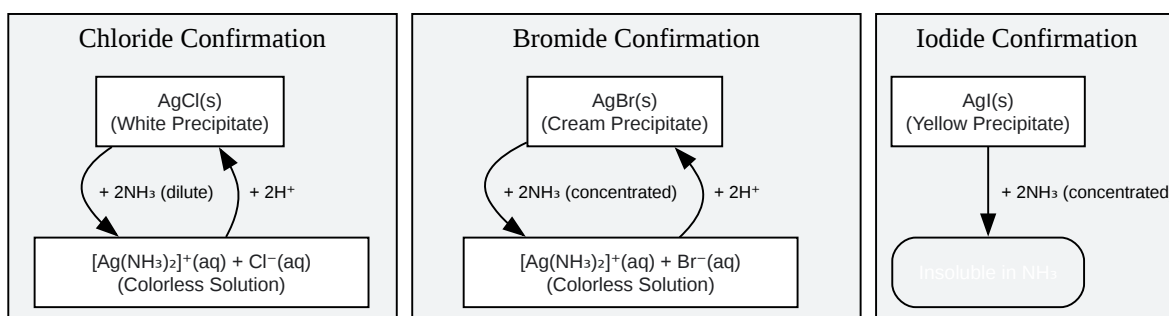 Chloride Confirmation
AgCl(s)
(White Precipitate)
+ 2NH₃ (dilute)
+ 2H⁺
[Ag(NH₃)₂]⁺(aq) + Cl⁻(aq)
(Colorless Solution)
Bromide Confirmation
AgBr(s)
(Cream Precipitate)
+ 2NH₃ (concentrated)
+ 2H⁺
[Ag(NH₃)₂]⁺(aq) + Br⁻(aq)
(Colorless Solution)
Iodide Confirmation
AgI(s)
(Yellow Precipitate)
+ 2NH₃ (concentrated)
Insoluble in NH₃